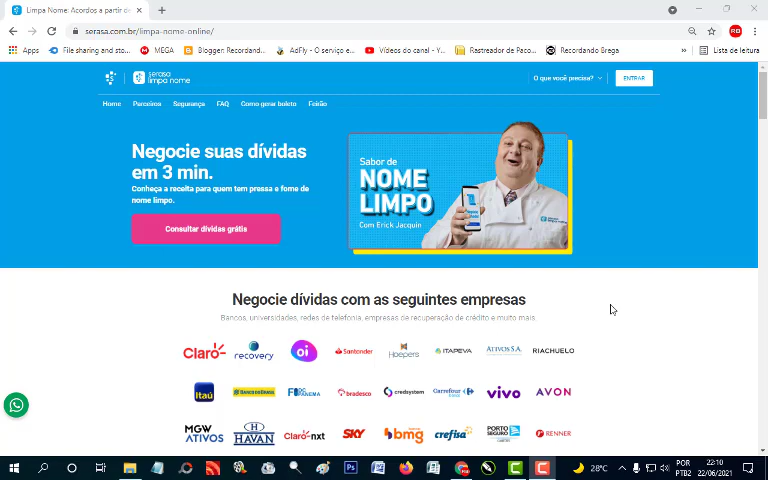 Limpa Nome: Acordos a partir de
serasa.com.br/limpa-nome-online/
Apps
File sharing and sto...
MEGA
Blogger: Recordand...
AdFly - O serviço e...
Vídeos do canal - Y...
Rastreador de Paco...
Recordando Brega
»
Lista de leitura
serasa
limpa nome
O que você precisa?
ENTRAR
Home
Parceiros
Segurança
FAQ
Como gerar boleto
Feirão
Negocie suas dívidas
em 3 min.
Conheça a receita para quem tem pressa e fome de
nome limpo.
Consultar dívidas grátis
Sabor de
NOME
LIMPO
Com Erick Jacquin
Negocie dívidas com as seguintes empresas
Bancos, universidades, redes de telefonia, empresas de recuperação de crédito e muito mais.
Claro
recovery
oi
Santander
Hoepers
ITAPEVA
ATIVOS S.A.
RIACHUELO
Itaú
BANCO DO BRASIL
bradesco
credsystem
Carrefour
vivo
AVON
MGW
ATIVOS
HAVAN
Claro nxt
SKY
bmg
crefisa
PORTO
SEGURO
RENNER
28°C
POR
PTB2
22:10
22/06/2021